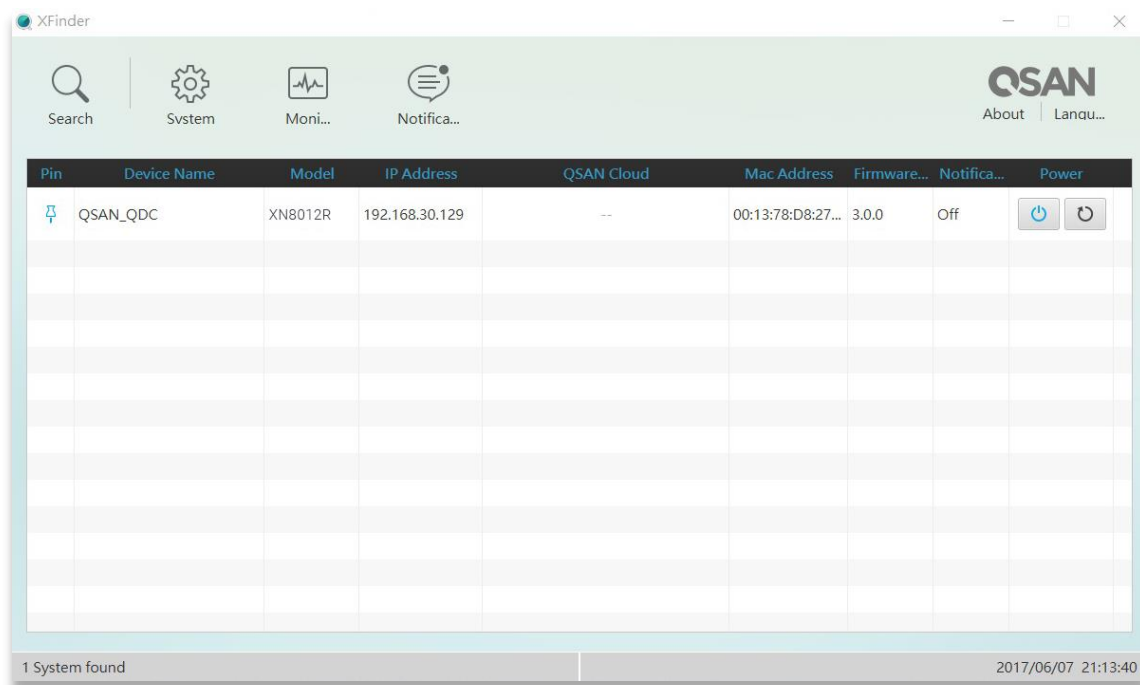 XFinder
QSAN
Search Svstem Moni... Notifica... About Langu...
Pin Device Name Model IP Address QSAN Cloud Mac Address Firmware... Notifica... Power
QSAN_QDC XN8012R 192.168.30.129 -- 00:13:78:D8:27... 3.0.0 Off
1 System found 2017/06/07 21:13:40